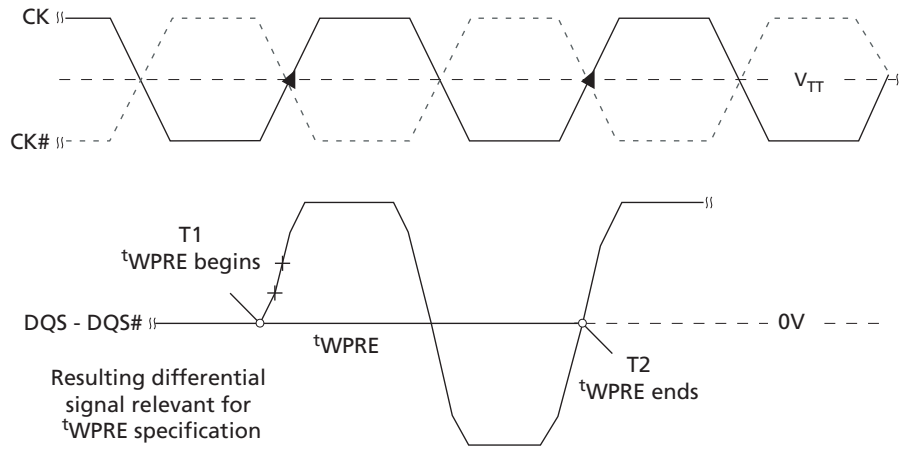 CK
V_TT
CK#
T1
ᵗWPRE begins
DQS - DQS#
0V
ᵗWPRE
T2
ᵗWPRE ends
Resulting differential
signal relevant for
ᵗWPRE specification